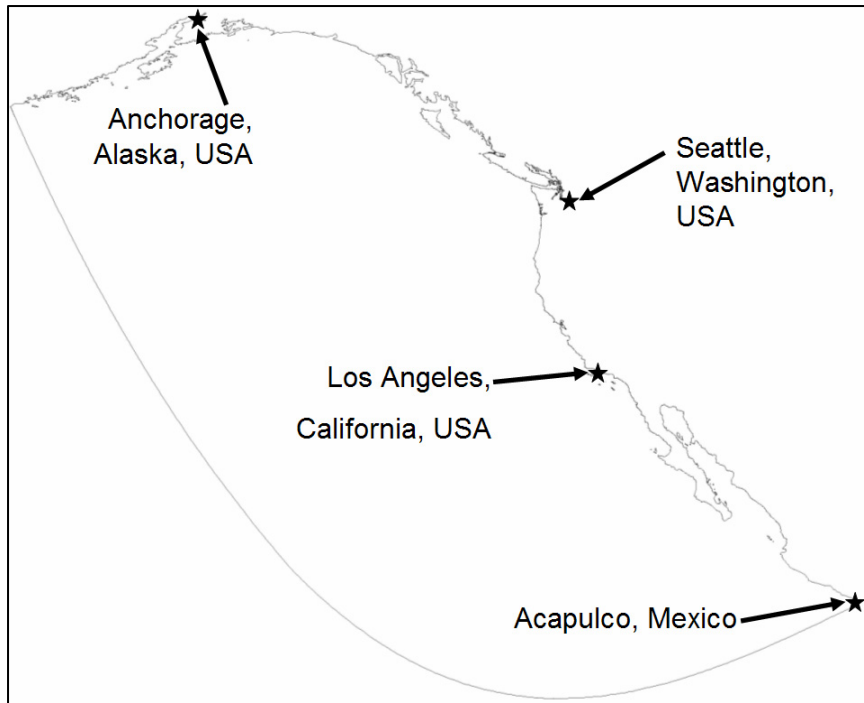 Anchorage,
Alaska, USA
Seattle,
Washington,
USA
Los Angeles,
California, USA
Acapulco, Mexico